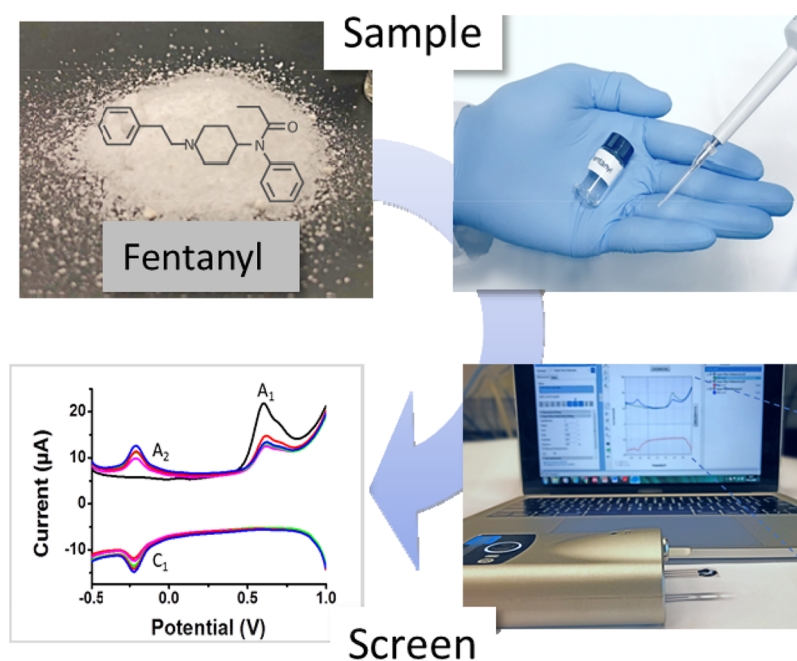 Sample
N
N
O
Fentanyl
entanyl
A₁
A₂
C₁
20
10
0
-10
Current (µA)
-0.5
0.0
0.5
1.0
Potential (V)
Screen